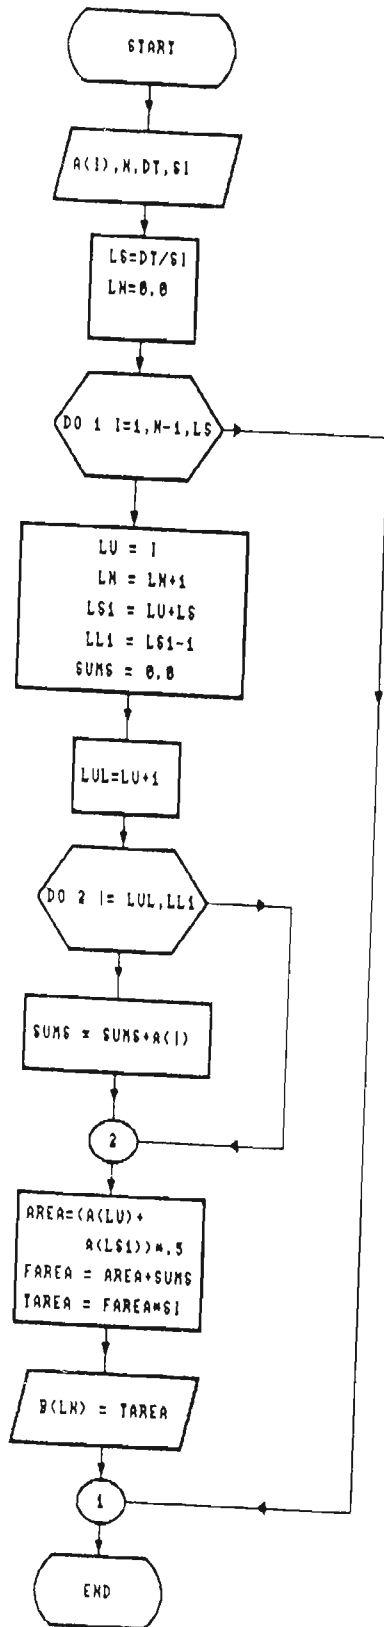 START
A(I),N,DT,SI
LS=DT/SI
LN=0.0
DO 1 I=1,N-1,LS
LU = I
LN = LN+1
LS1 = LU+LS
LL1 = LS1-1
SUMS = 0.0
LUL=LU+1
DO 2 |= LUL,LL1
SUMS = SUMS+A(|)
2
AREA=(A(LU)+
A(LS1))*.5
FAREA = AREA+SUMS
TAREA = FAREA*SI
B(LN) = TAREA
1
END